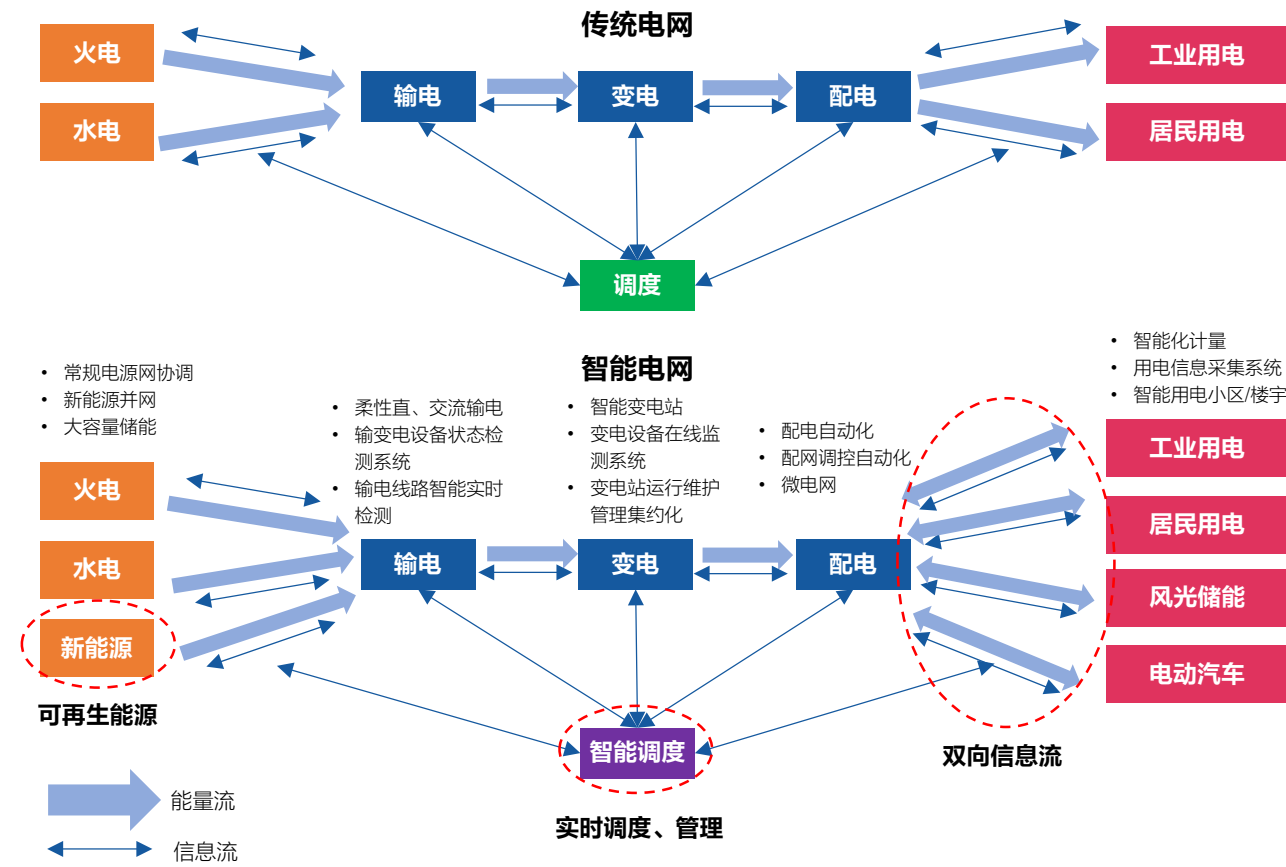 传统电网
火电
水电
输电
变电
配电
工业用电
居民用电
调度
智能电网
• 常规电源网协调
• 新能源并网
• 大容量储能
• 柔性直、交流输电
• 输变电设备状态检
测系统
• 输电线路智能实时
检测
• 智能变电站
• 变电设备在线监
测系统
• 变电站运行维护
管理集约化
• 配电自动化
• 配网调控自动化
• 微电网
• 智能化计量
• 用电信息采集系统
• 智能用电小区/楼宇
火电
水电
新能源
可再生能源
输电
变电
配电
工业用电
居民用电
风光储能
电动汽车
双向信息流
智能调度
实时调度、管理
能量流
信息流